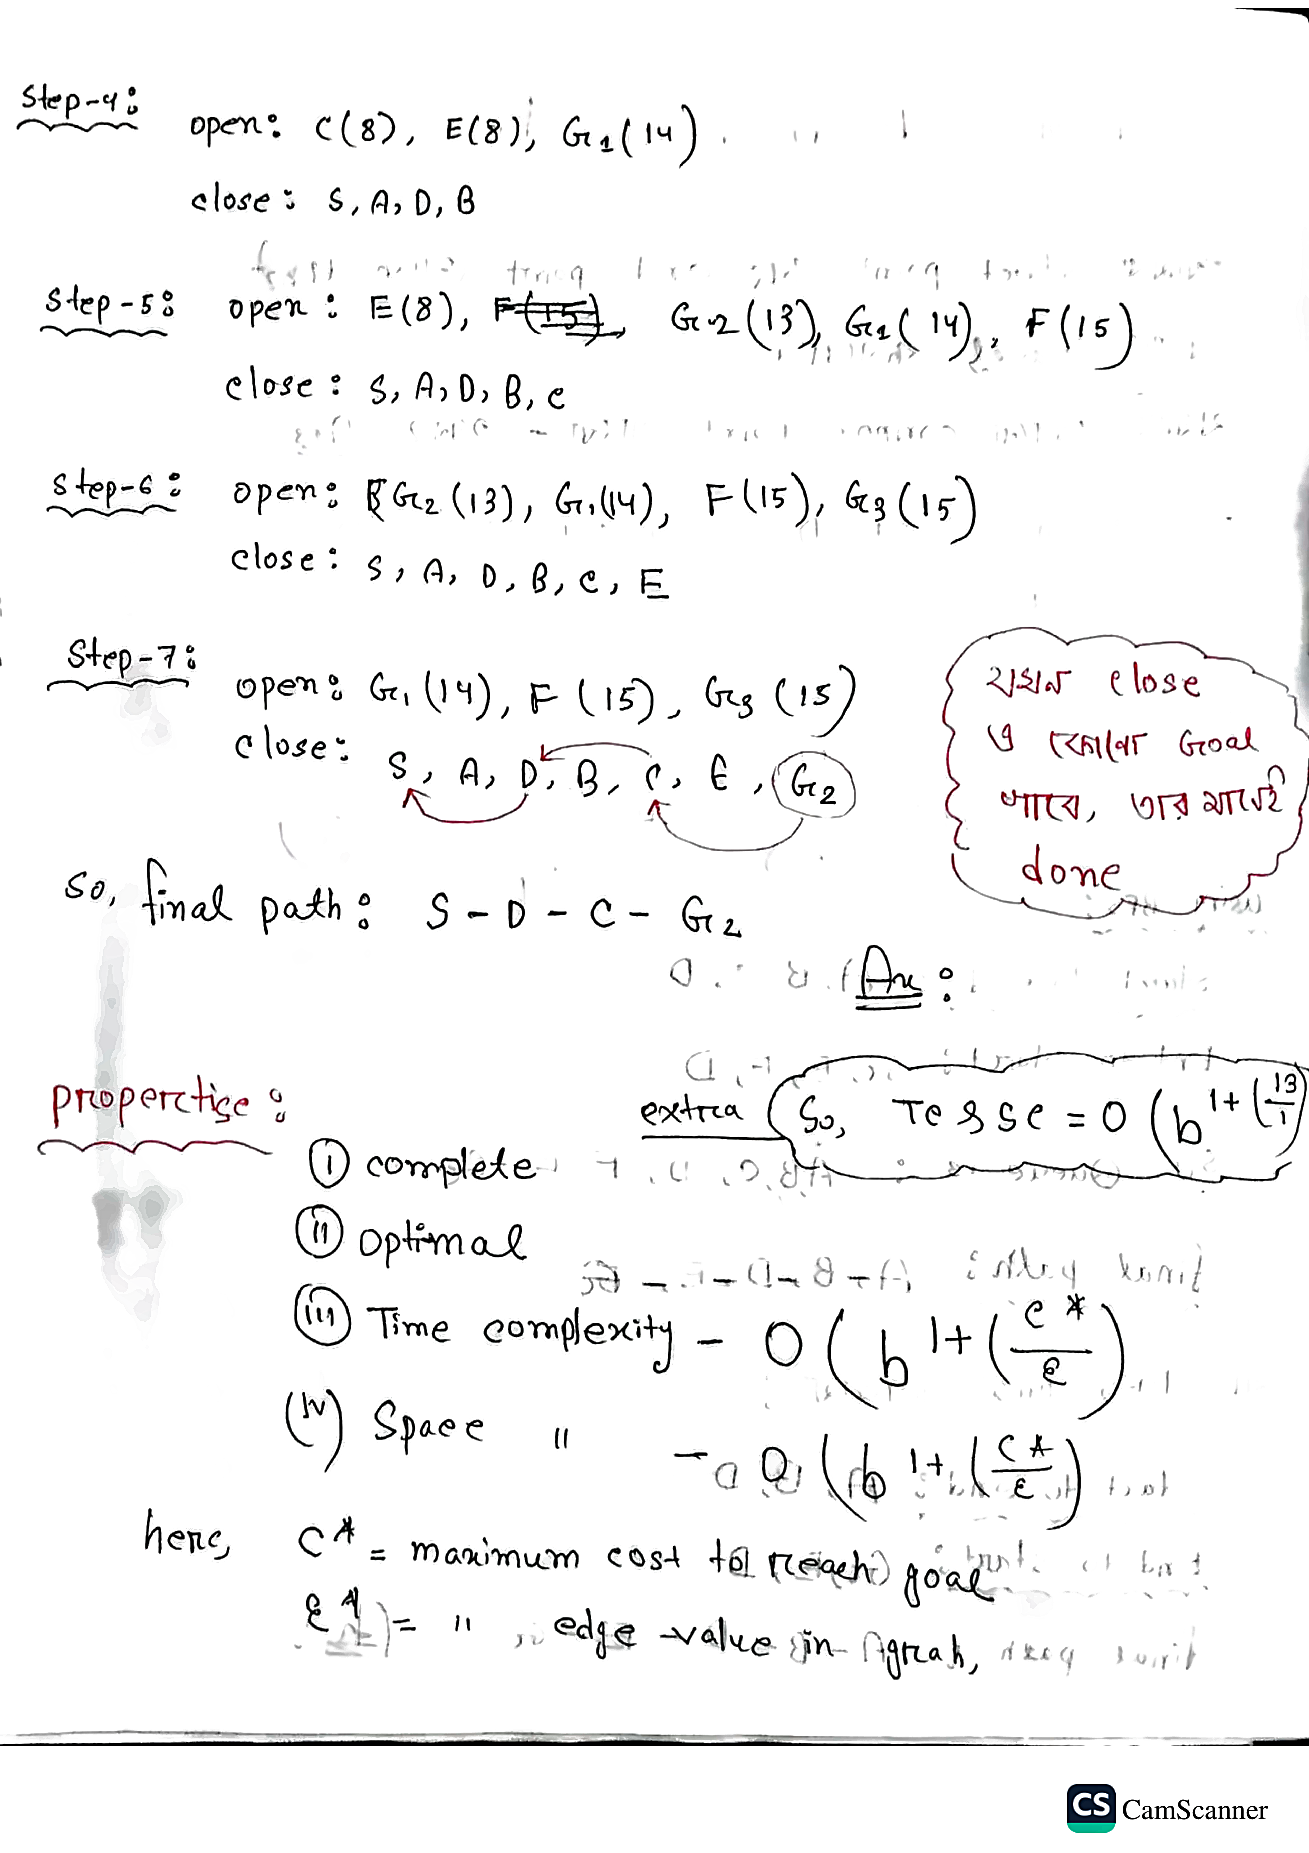 Step-4:
open: C(8), E(8), G1(14)
close: S, A, D, B
Step-5: open: E(8), G2(13), G1(14), F(15)
close: S, A, D, B, C
Step-6: open: G2(13), G1(14), F(15), G3(15)
close: S, A, D, B, C, E
Step-7:
open: G1(14), F(15), G3(15)
close: S, A, D, B, C, E, G2
যখন close
এ কোনো Goal
পাবে, তার মানেই
done
So, final path: S - D - C - G2
Ans:
propertise:
extra So, TC & SC = O(b^1+(13/1)
(i) complete
(ii) optimal
(iii) Time complexity - O(b^1+(C*/ε)
(iv) Space " - O(b^1+(C*/ε)
here, C* = maximum cost to reach goal
ε = " edge value in graph,
CS CamScanner